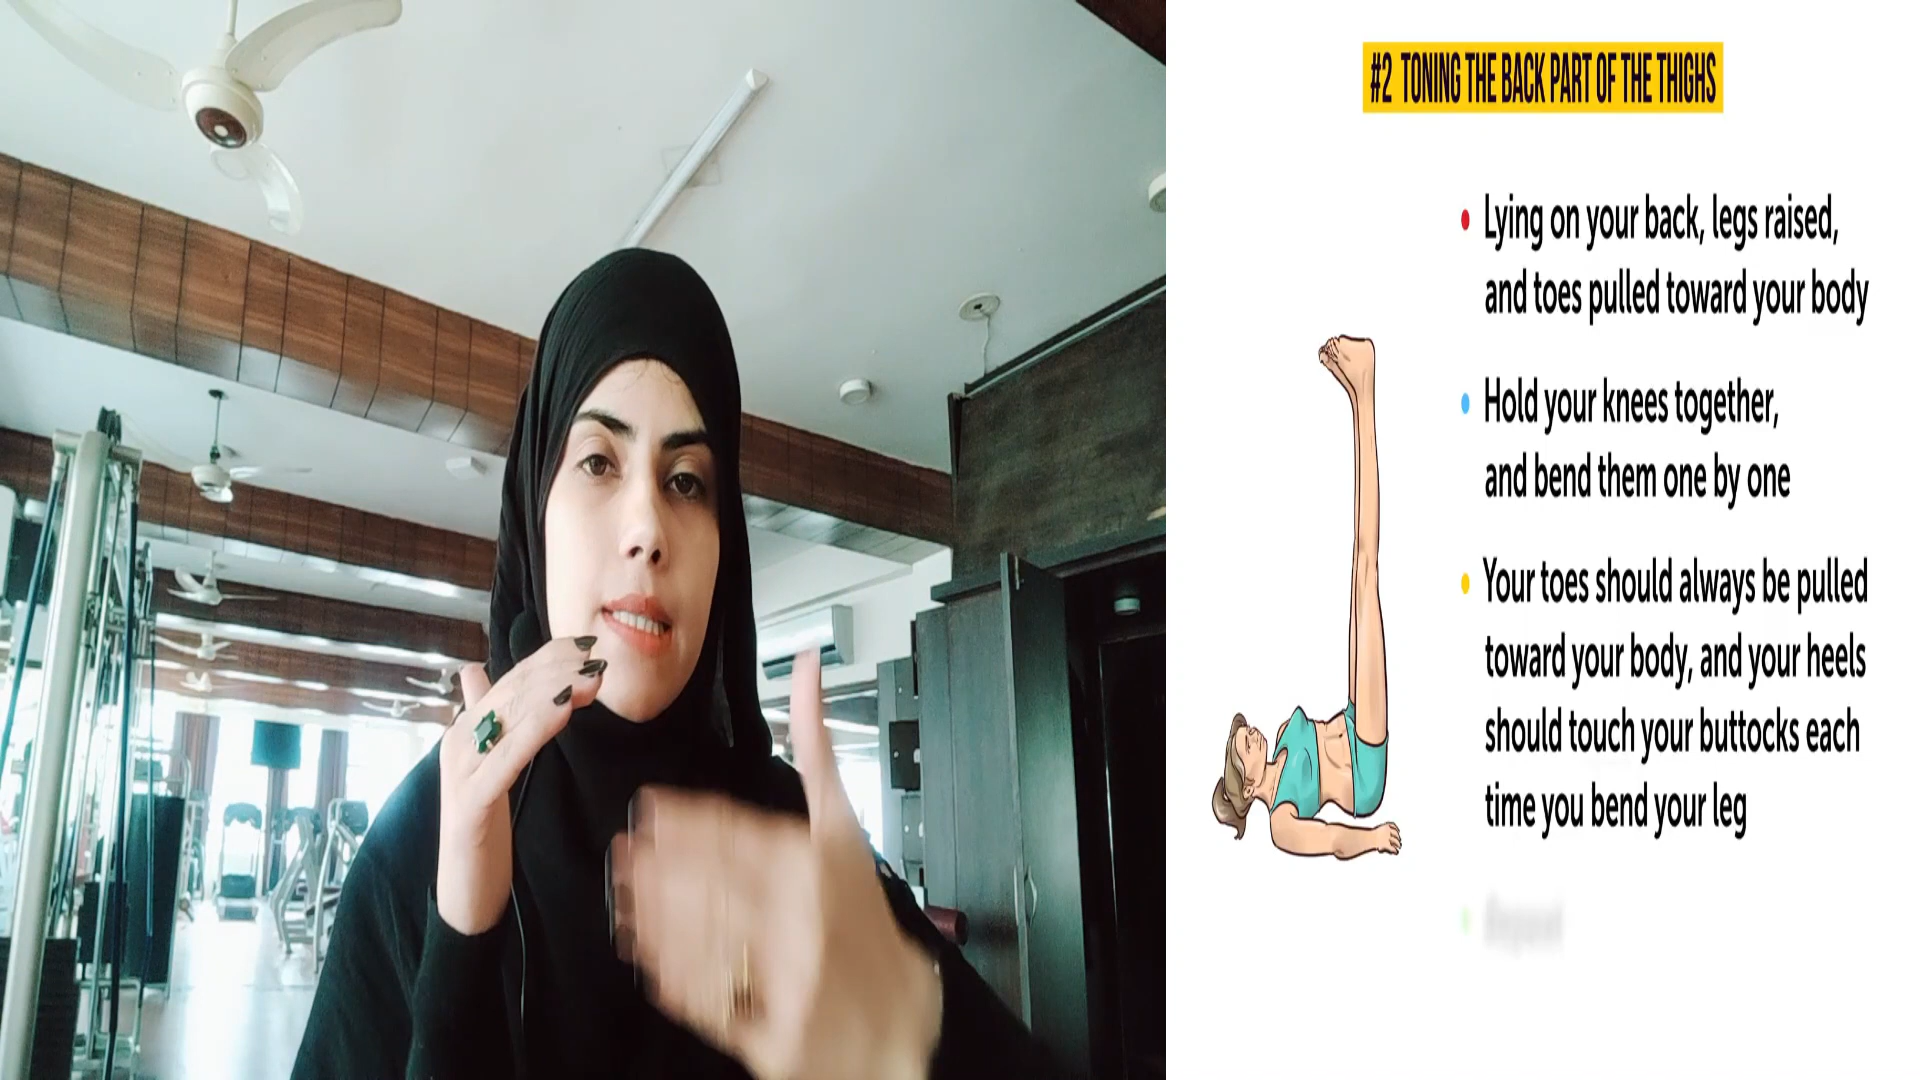 #2 TONING THE BACK PART OF THE THIGHS
• Lying on your back, legs raised,
and toes pulled toward your body
• Hold your knees together,
and bend them one by one
• Your toes should always be pulled
toward your body, and your heels
should touch your buttocks each
time you bend your leg